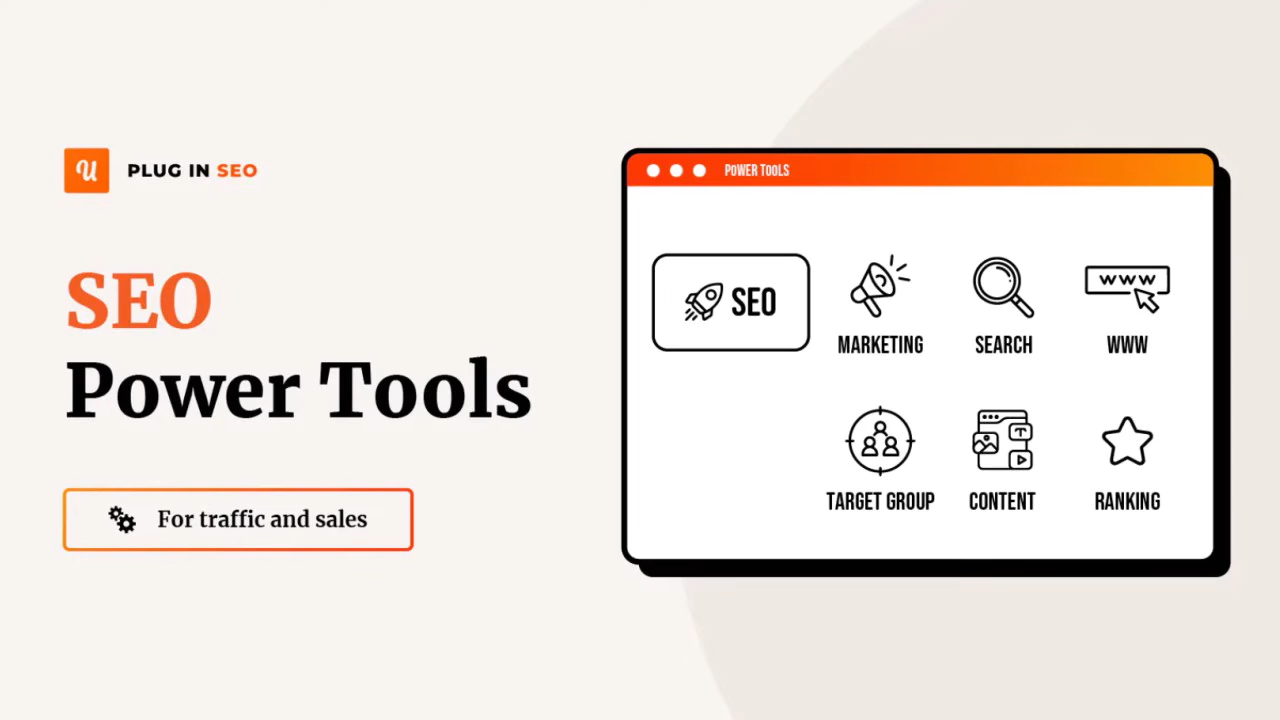 PLUG IN SEO
SEO
Power Tools
For traffic and sales
POWER TOOLS
SEO
MARKETING
SEARCH
WWW
WWW
TARGET GROUP
T
CONTENT
RANKING